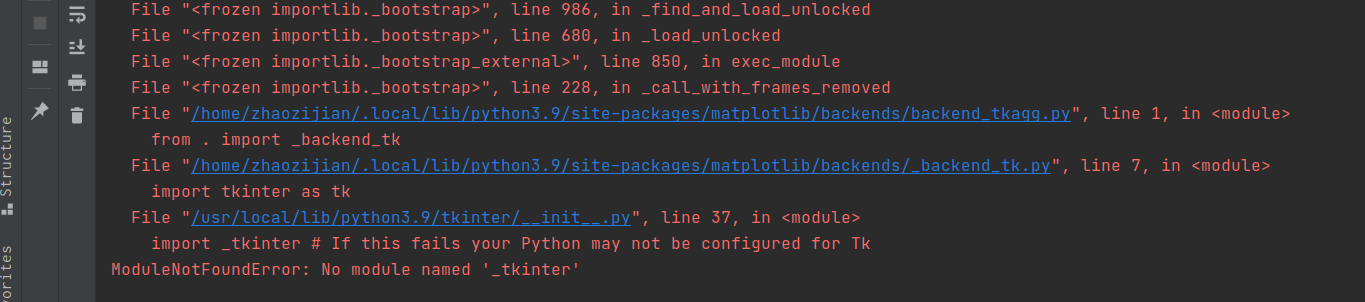 File "<frozen importlib._bootstrap>", line 986, in _find_and_load_unlocked
File "<frozen importlib._bootstrap>", line 680, in _load_unlocked
File "<frozen importlib._bootstrap_external>", line 850, in exec_module
File "<frozen importlib._bootstrap>", line 228, in _call_with_frames_removed
File "/home/zhaozijian/.local/lib/python3.9/site-packages/matplotlib/backends/backend_tkagg.py", line 1, in <module>
from . import _backend_tk
File "/home/zhaozijian/.local/lib/python3.9/site-packages/matplotlib/backends/_backend_tk.py", line 7, in <module>
import tkinter as tk
File "/usr/local/lib/python3.9/tkinter/__init__.py", line 37, in <module>
import _tkinter # If this fails your Python may not be configured for Tk
ModuleNotFoundError: No module named '_tkinter'
Structure
vorites